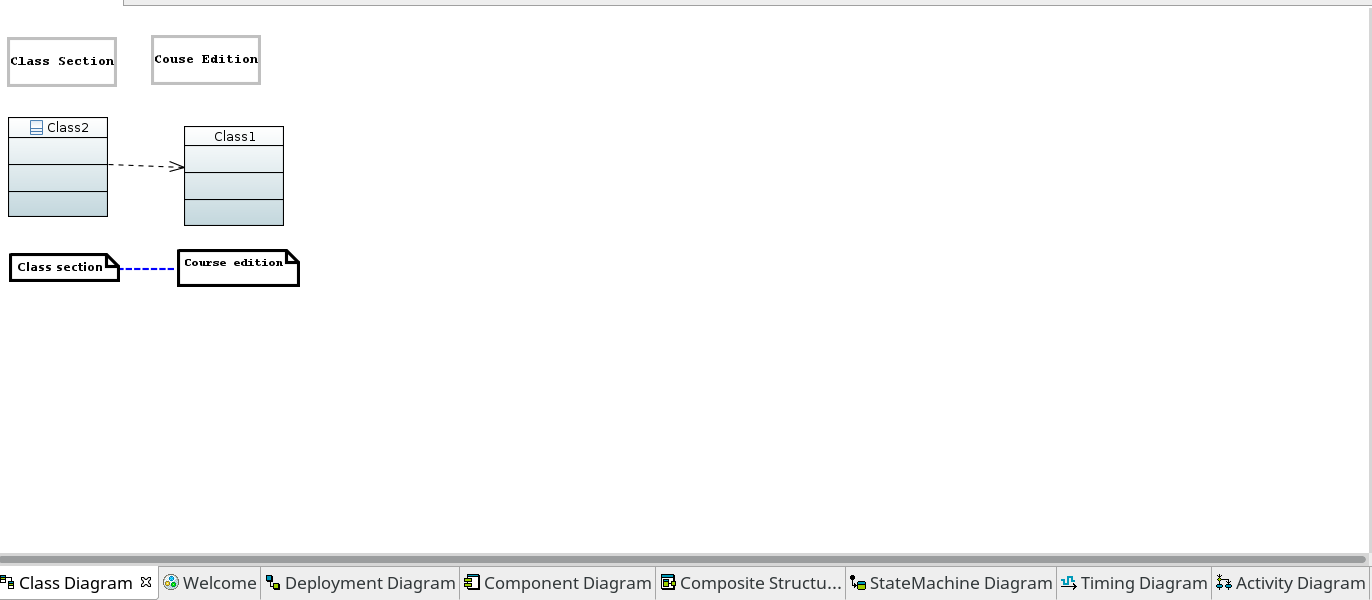 Class Section
Couse Edition
Class2
Class1
Class section
Course edition
Class Diagram
Welcome
Deployment Diagram
Component Diagram
Composite Structu...
StateMachine Diagram
Timing Diagram
Activity Diagram